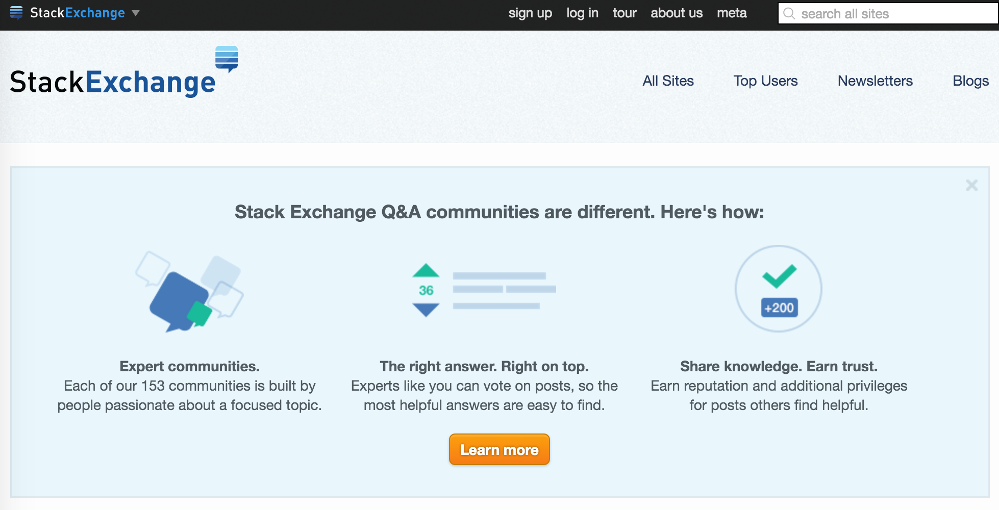 StackExchange
sign up log in tour about us meta
search all sites
StackExchange
All Sites Top Users Newsletters Blogs
Stack Exchange Q&A communities are different. Here's how:
36
+200
Expert communities.
Each of our 153 communities is built by
people passionate about a focused topic.
The right answer. Right on top.
Experts like you can vote on posts, so the
most helpful answers are easy to find.
Share knowledge. Earn trust.
Earn reputation and additional privileges
for posts others find helpful.
Learn more